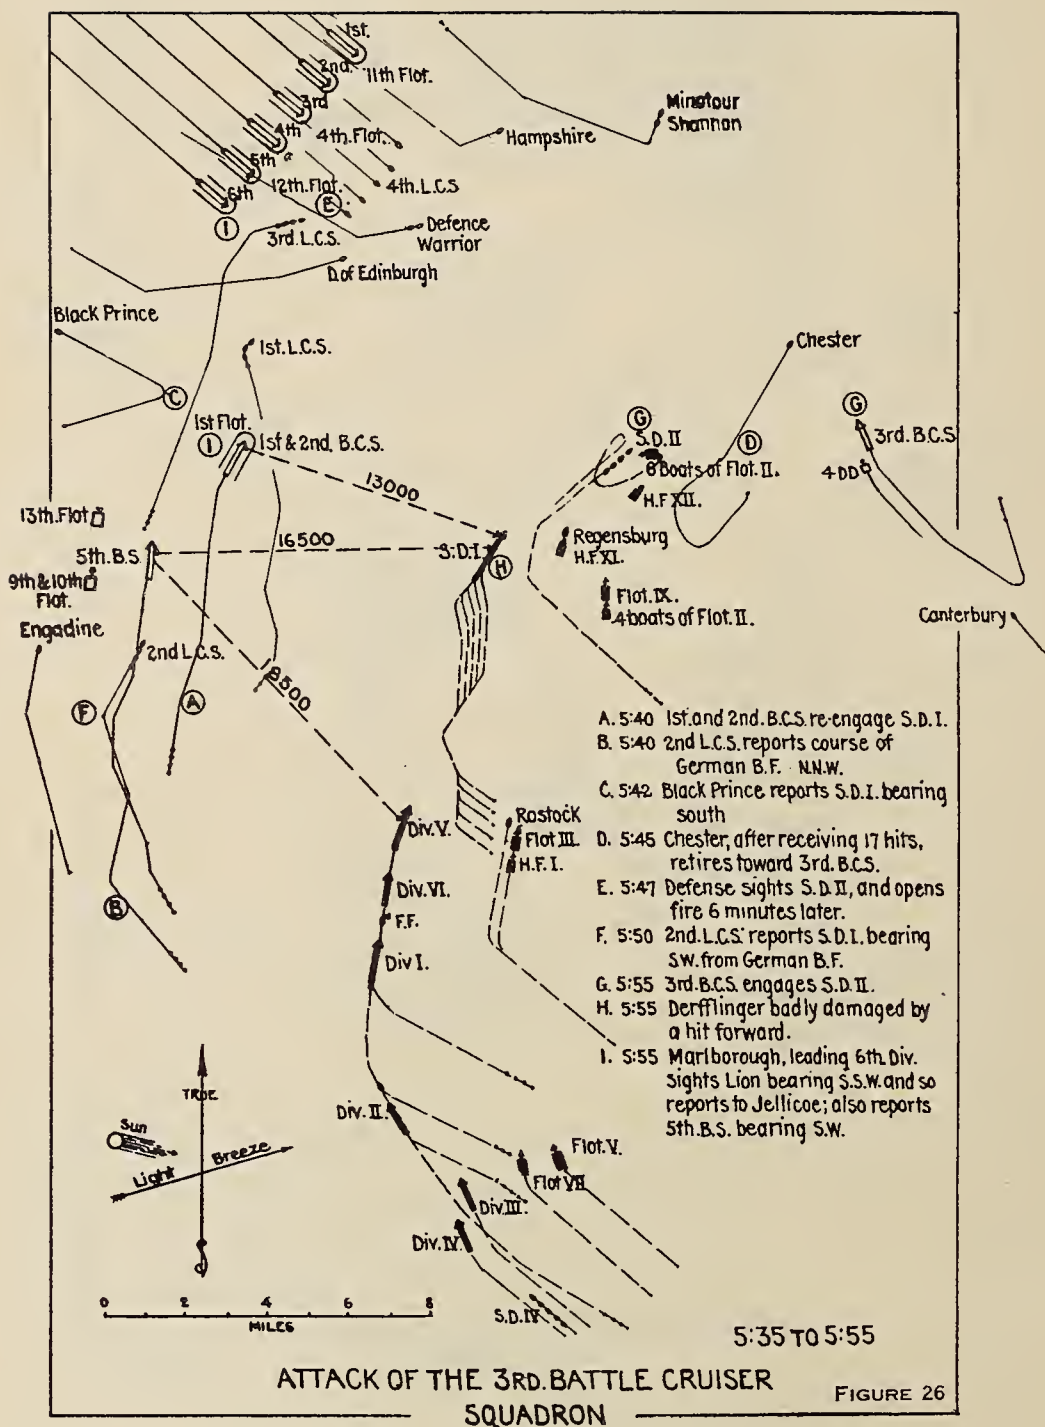 1st.
2nd.
11th Flot.
3rd
4th
4th.Flot.
5th
6th
12th.Flot.
4th.L.C.S
E
I
3rd.L.C.S.
Hampshire
Minotour
Shannon
Defence
Warrior
D.of Edinburgh
Black Prince
C
1st.L.C.S.
Chester
1st Flot.
I
1st & 2nd. B.C.S.
G
S.D.II
D
G
3rd.B.C.S
6 Boats of Flot.II.
4 DD
H.F.XII.
13000
13th.Flot
16500
5th.B.S.
S.D.I.
H
Regensburg
H.F.XI.
9th & 10th
Flot.
Flot.IX.
4 boats of Flot.II.
Engadine
2nd L.C.S.
Canterbury
F
A
9500
A. 5:40 1st.and 2nd.B.C.S. re-engage S.D.I.
B. 5:40 2nd L.C.S. reports course of
German B.F. N.N.W.
C. 5:42 Black Prince reports S.D.I. bearing
south
D. 5:45 Chester, after receiving 17 hits,
retires toward 3rd.B.C.S.
E. 5:47 Defense sights S.D.II, and opens
fire 6 minutes later.
F. 5:50 2nd.L.C.S. reports S.D.I. bearing
S.W. from German B.F.
G. 5:55 3rd.B.C.S. engages S.D.II.
H. 5:55 Derfflinger badly damaged by
a hit forward.
I. 5:55 Marlborough, leading 6th.Div.
Sights Lion bearing S.S.W. and so
reports to Jellicoe; also reports
5th.B.S. bearing S.W.
Div.V.
Rostock
Flot III.
H.F.I.
Div.VI.
F.F.
Div I.
B
Div.II.
Flot.V.
Flot VII
Div.III.
Div.IV.
S.D.IV
TRUE
Sun
Light Breeze
0 2 4 6 8
MILES
5:35 TO 5:55
ATTACK OF THE 3RD. BATTLE CRUISER
SQUADRON
FIGURE 26